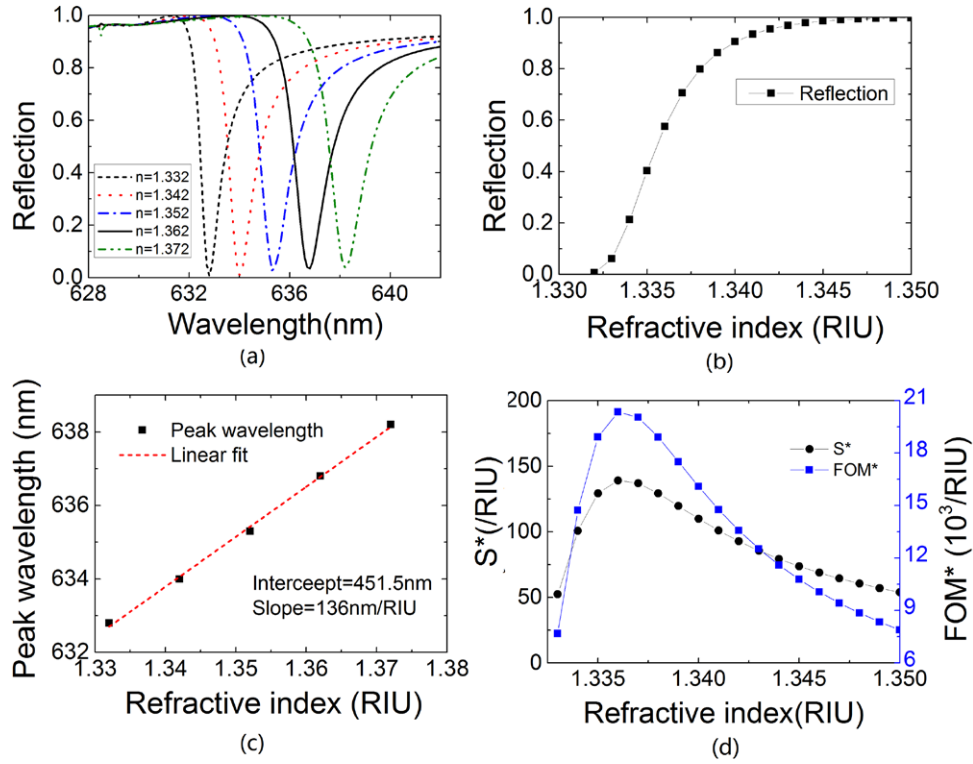 1.0
0.8
0.6
0.4
0.2
0.0
Reflection
n=1.332
n=1.342
n=1.352
n=1.362
n=1.372
628
632
636
640
Wavelength(nm)
(a)
1.0
0.8
0.6
0.4
0.2
0.0
Reflection
Reflection
1.330
1.335
1.340
1.345
1.350
Refractive index (RIU)
(b)
638
636
634
632
Peak wavelength (nm)
Peak wavelength
Linear fit
Interceept=451.5nm
Slope=136nm/RIU
1.33
1.34
1.35
1.36
1.37
1.38
Refractive index (RIU)
(c)
200
150
100
50
0
S*(/RIU)
S*
FOM*
21
18
15
12
9
6
FOM* (10³/RIU)
1.335
1.340
1.345
1.350
Refractive index(RIU)
(d)